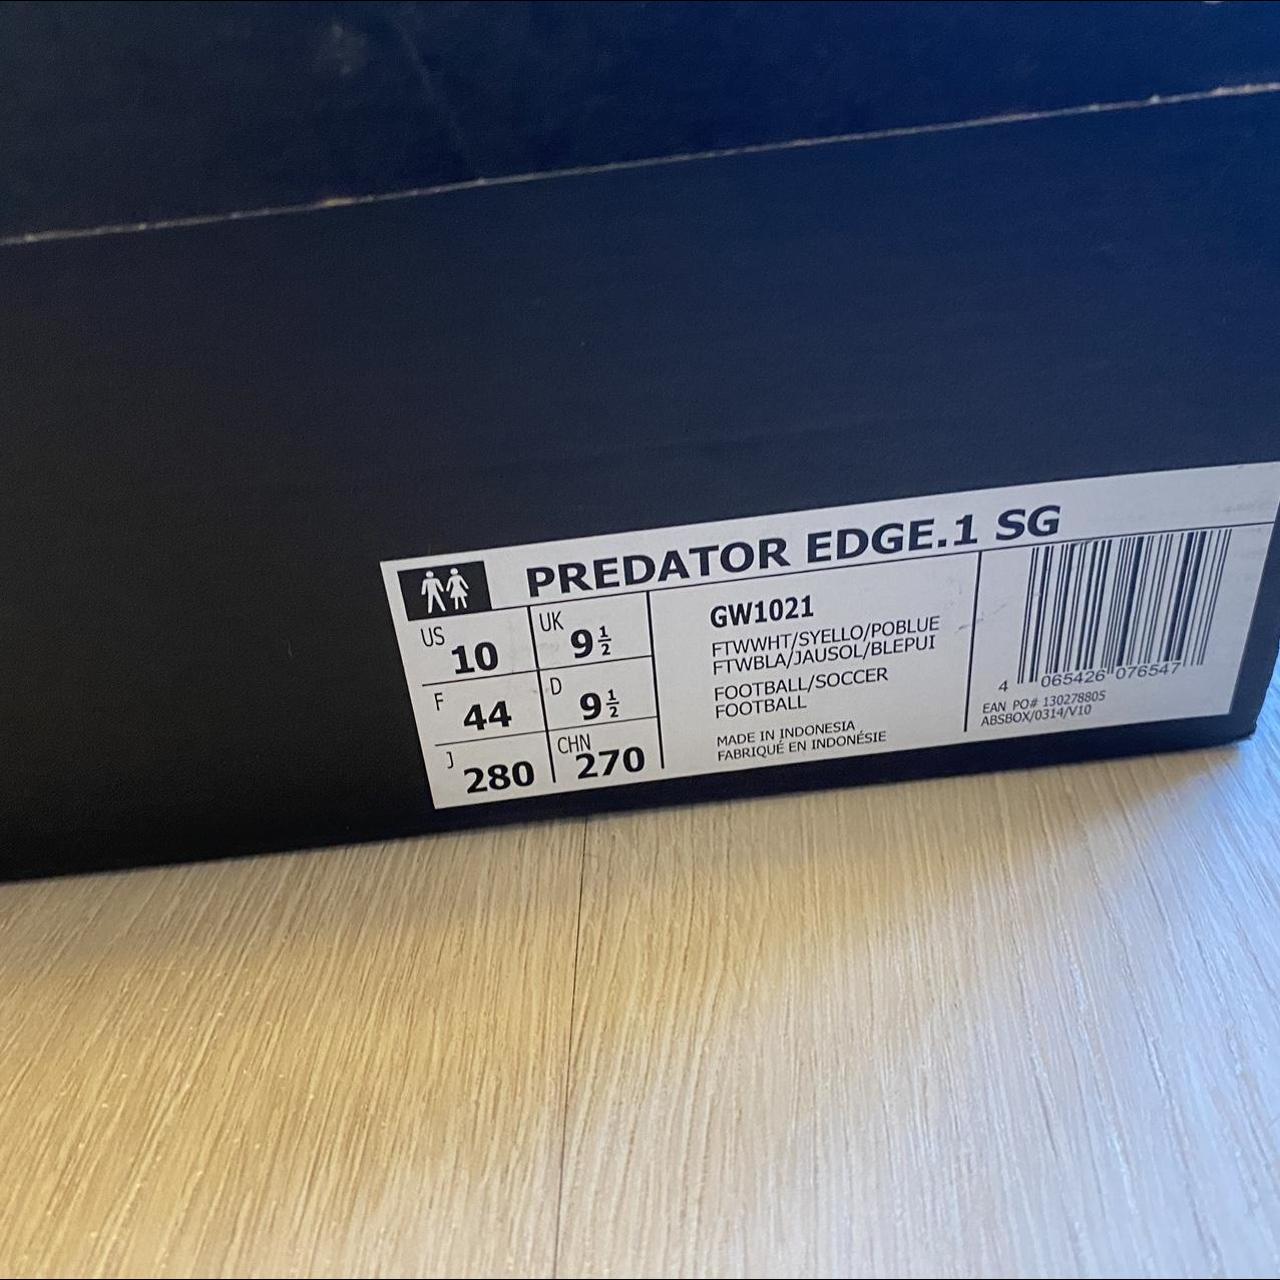 PREDATOR EDGE.1 SG
US 10
UK 9 1/2
F 44
D 9 1/2
J 280
CHN 270
GW1021
FTWWHT/SYELLO/POBLUE
FTWBLA/JAUSOL/BLEPUI
FOOTBALL/SOCCER
FOOTBALL
MADE IN INDONESIA
FABRIQUÉ EN INDONÉSIE
4 065426 076547
EAN PO# 130278805
ABSBOX/0314/V10